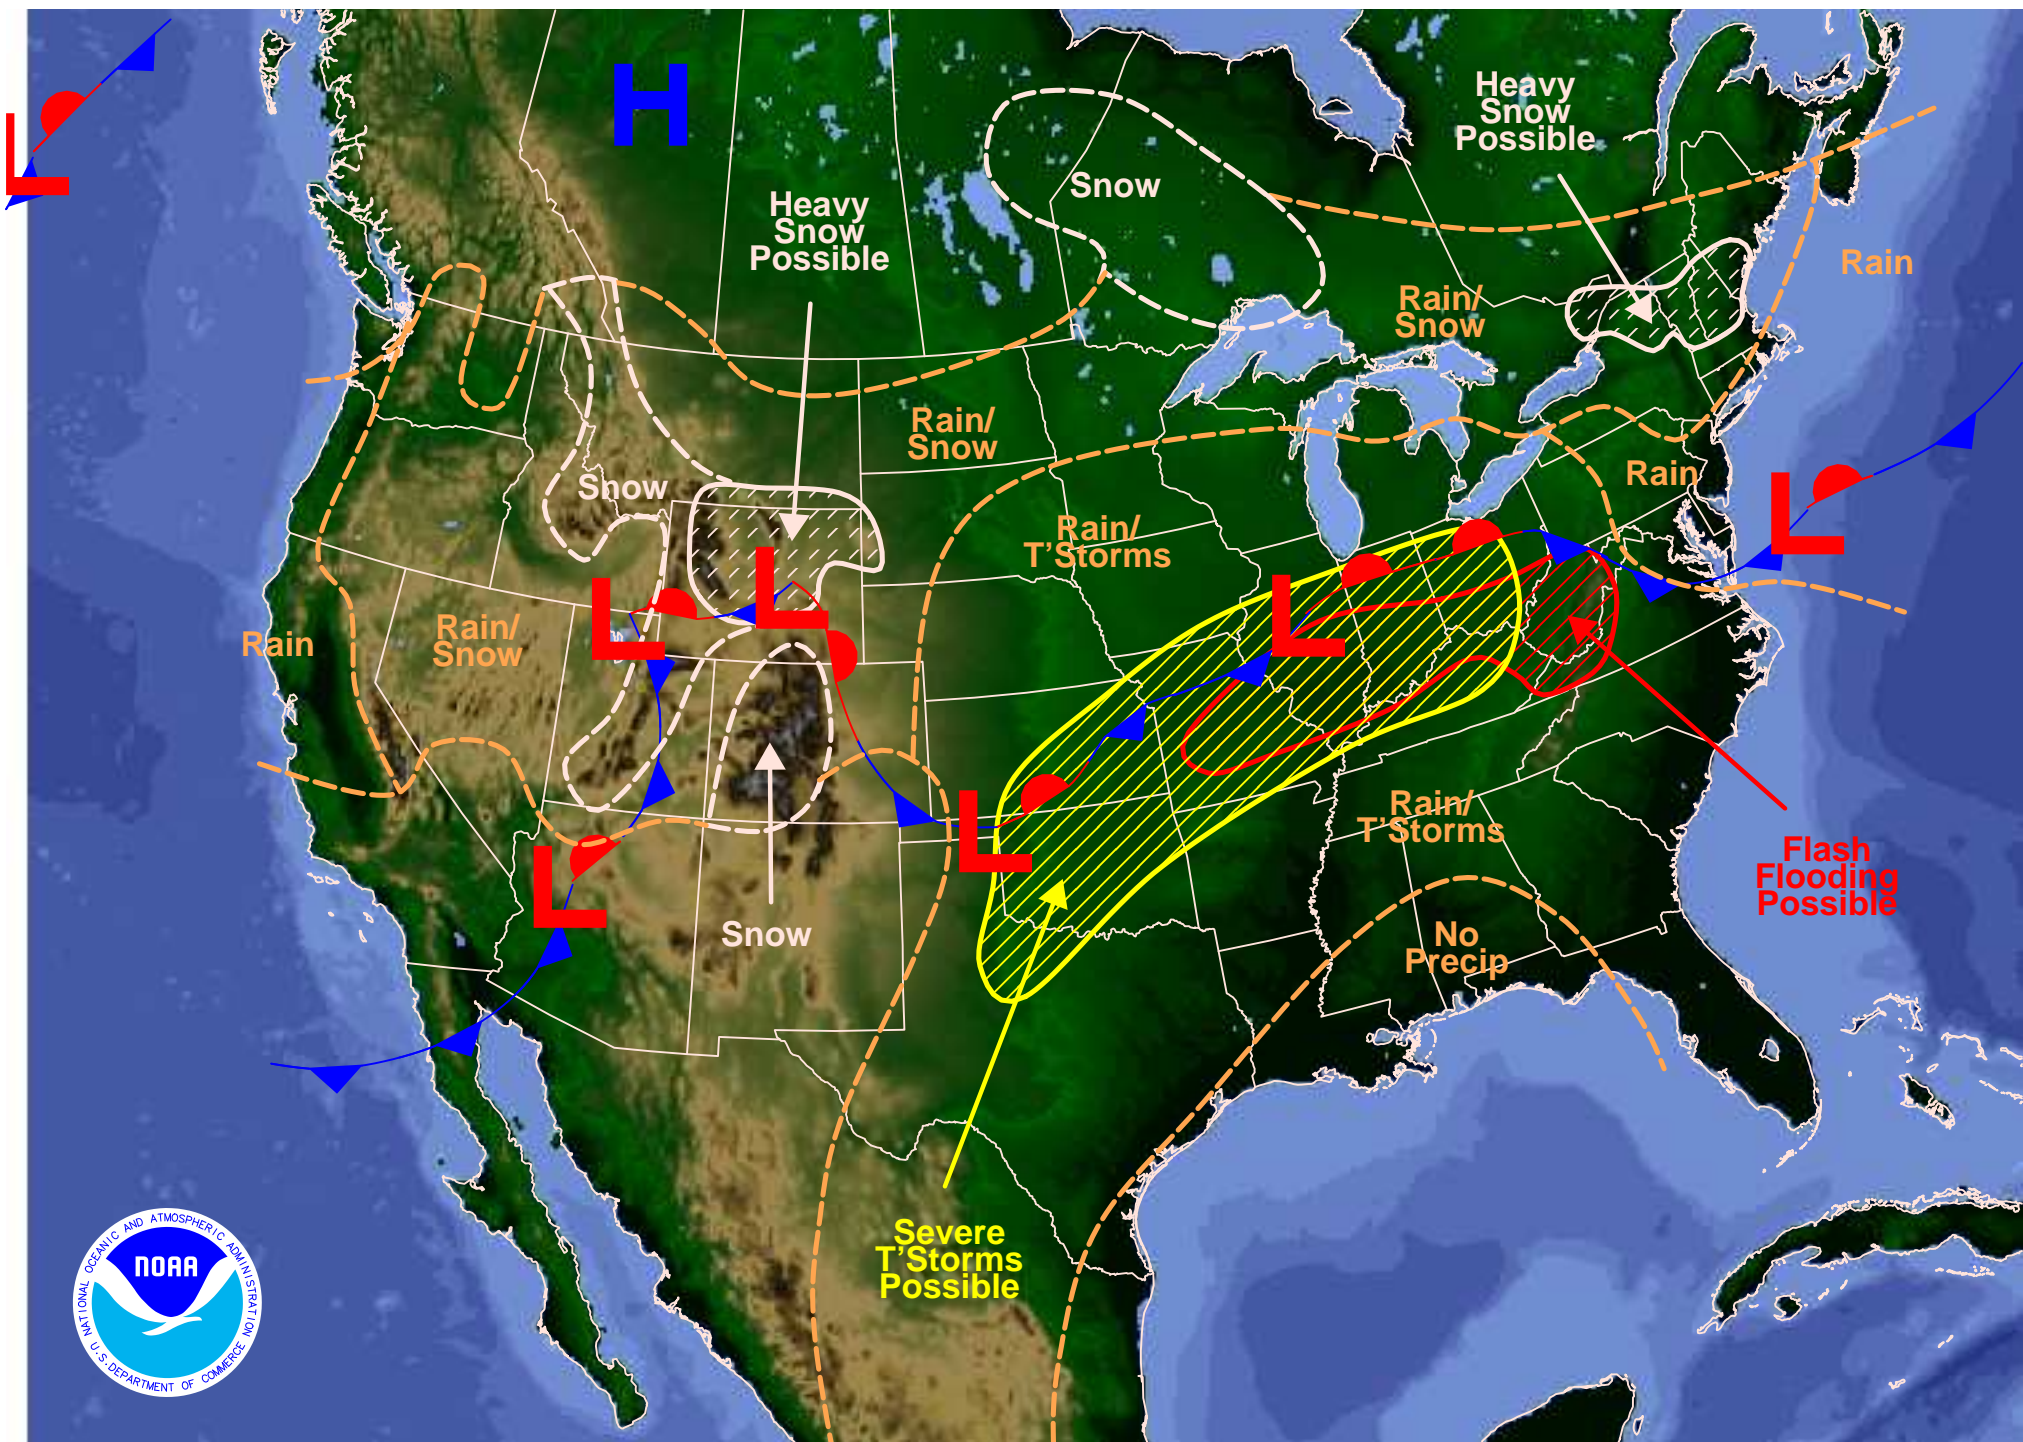 H
Heavy
Snow
Possible
Snow
Heavy
Snow
Possible
L
Rain
Rain/
Snow
Rain/
Snow
Rain
L
Snow
Rain/
T'Storms
L
L
L
Rain
Rain/
Snow
L
L
Rain/
T'Storms
Flash
Flooding
Possible
Snow
No
Precip
Severe
T'Storms
Possible
NATIONAL OCEANIC AND ATMOSPHERIC ADMINISTRATION
NOAA
U.S. DEPARTMENT OF COMMERCE